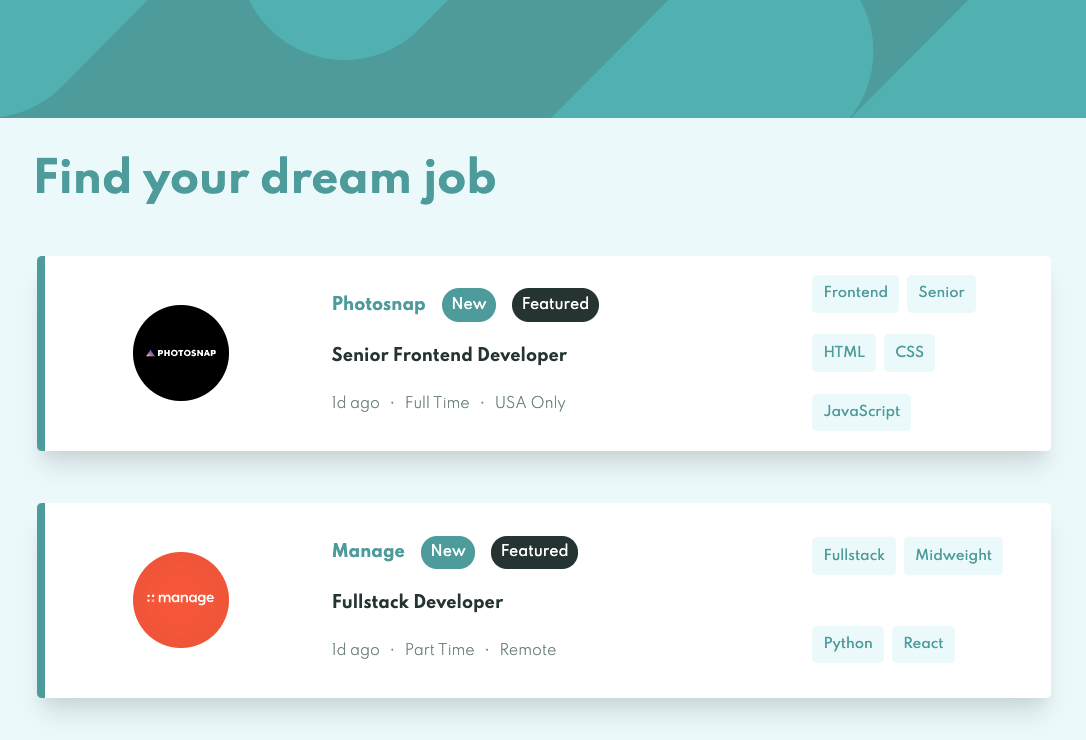 Find your dream job
PHOTOSNAP
Photosnap New Featured
Senior Frontend Developer
1d ago · Full Time · USA Only
Frontend Senior
HTML CSS
JavaScript
manage
Manage New Featured
Fullstack Developer
1d ago · Part Time · Remote
Fullstack Midweight
Python React